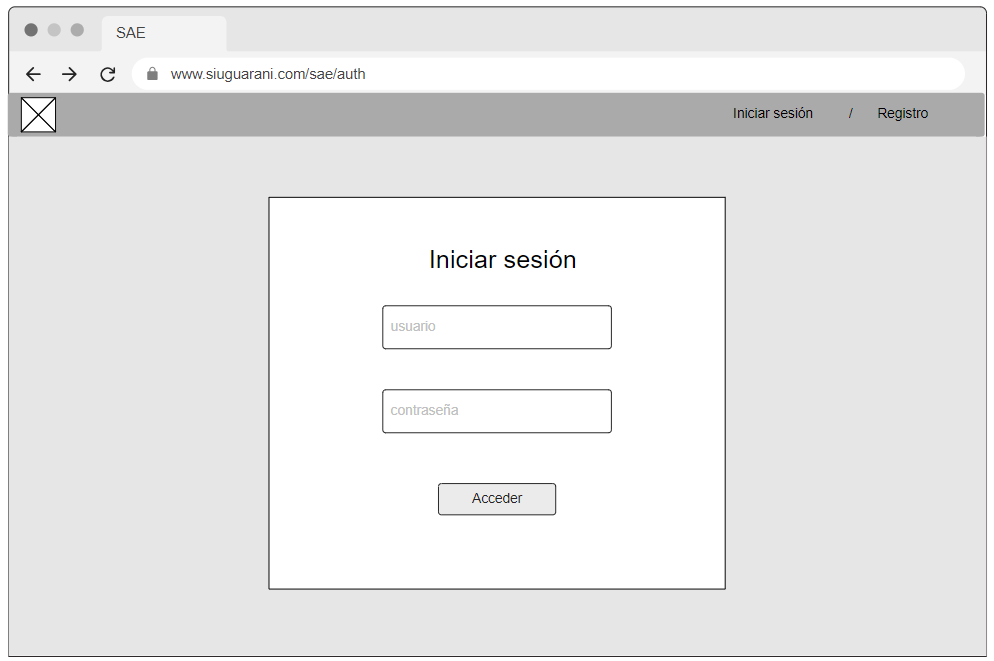 SAE
www.siuguarani.com/sae/auth
Iniciar sesión / Registro
Iniciar sesión
usuario
contraseña
Acceder